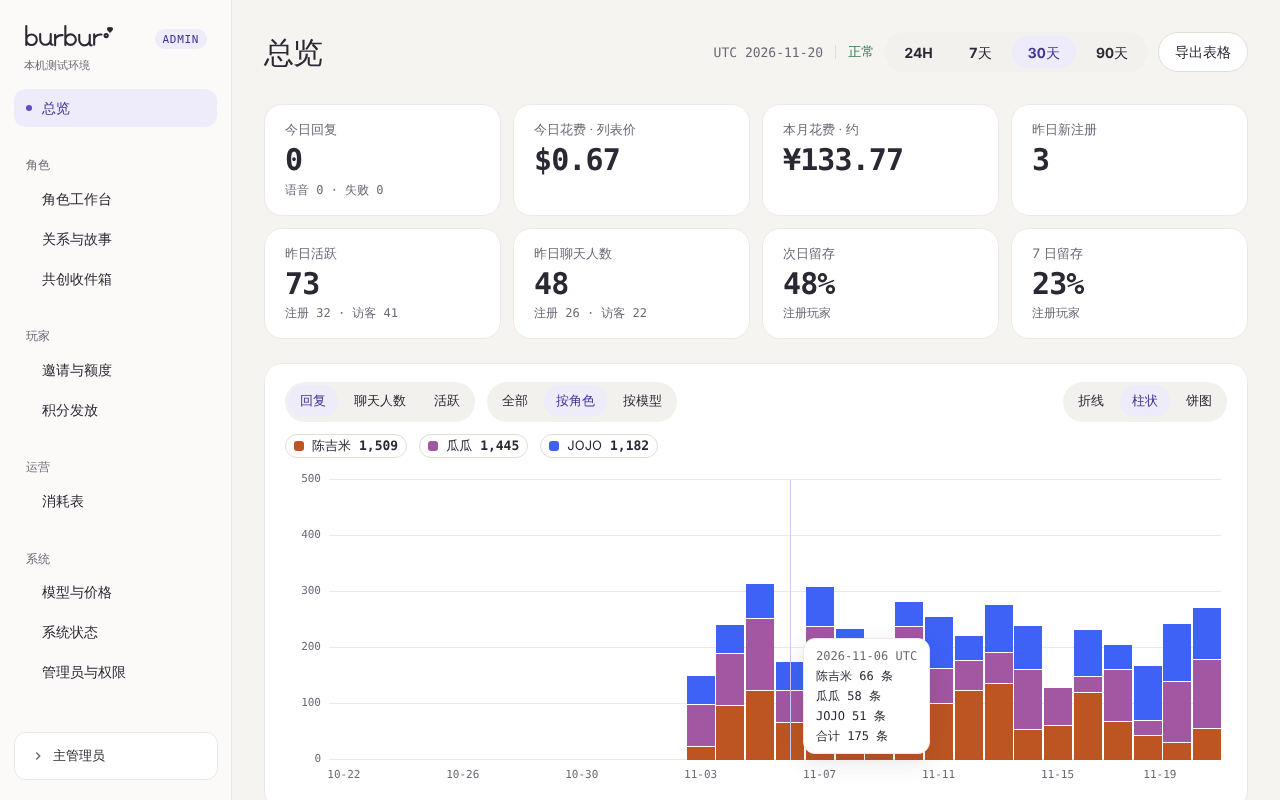 burbur
ADMIN
本机测试环境
总览
角色
角色工作台
关系与故事
共创收件箱
玩家
邀请与额度
积分发放
运营
消耗表
系统
模型与价格
系统状态
管理员与权限
主管理员
总览
UTC 2026-11-20
正常
24H 7天 30天 90天
导出表格
今日回复
0
语音 0 · 失败 0
今日花费 · 列表价
$0.67
本月花费 · 约
¥133.77
昨日新注册
3
昨日活跃
73
注册 32 · 访客 41
昨日聊天人数
48
注册 26 · 访客 22
次日留存
48%
注册玩家
7 日留存
23%
注册玩家
回复 聊天人数 活跃
全部 按角色 按模型
折线 柱状 饼图
陈吉米 1,509
瓜瓜 1,445
JOJO 1,182
500
400
300
200
100
0
2026-11-06 UTC
陈吉米 66 条
瓜瓜 58 条
JOJO 51 条
合计 175 条
10-22 10-26 10-30 11-03 11-07 11-11 11-15 11-19